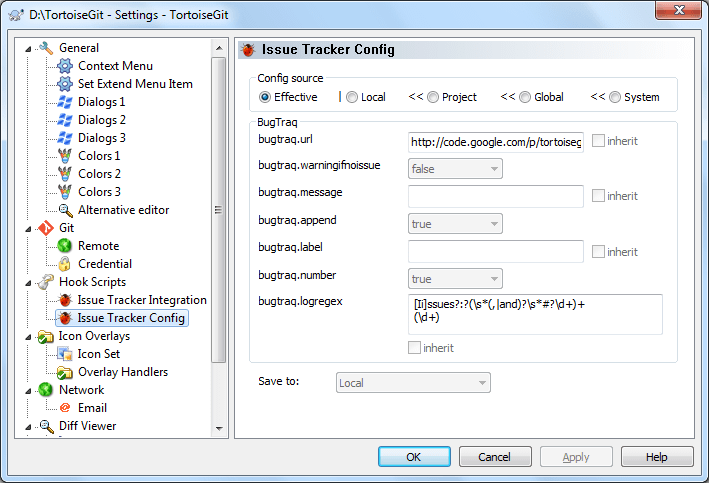 D:\TortoiseGit - Settings - TortoiseGit
General
Context Menu
Set Extend Menu Item
Dialogs 1
Dialogs 2
Dialogs 3
Colors 1
Colors 2
Colors 3
Alternative editor
Git
Remote
Credential
Hook Scripts
Issue Tracker Integration
Issue Tracker Config
Icon Overlays
Icon Set
Overlay Handlers
Network
Email
Diff Viewer
Issue Tracker Config
Config source
Effective | Local << Project << Global << System
BugTraq
bugtraq.url http://code.google.com/p/tortoiseg inherit
bugtraq.warningifnoissue false
bugtraq.message inherit
bugtraq.append true
bugtraq.label inherit
bugtraq.number true
bugtraq.logregex [Ii]ssues?:?(\s*(,|and)?\s*#?\d+)+
(\d+)
inherit
Save to: Local
OK Cancel Apply Help